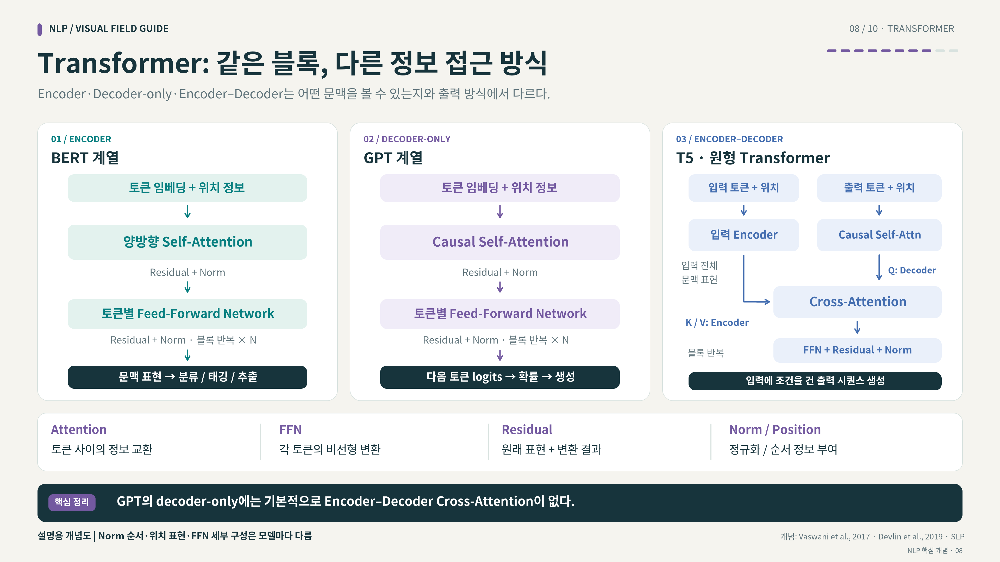 NLP / VISUAL FIELD GUIDE
08 / 10 · TRANSFORMER
Transformer: 같은 블록, 다른 정보 접근 방식
Encoder·Decoder-only·Encoder–Decoder는 어떤 문맥을 볼 수 있는지와 출력 방식에서 다르다.
01 / ENCODER
BERT 계열
토큰 임베딩 + 위치 정보
양방향 Self-Attention
Residual + Norm
토큰별 Feed-Forward Network
Residual + Norm · 블록 반복 × N
문맥 표현 → 분류 / 태깅 / 추출
02 / DECODER-ONLY
GPT 계열
토큰 임베딩 + 위치 정보
Causal Self-Attention
Residual + Norm
토큰별 Feed-Forward Network
Residual + Norm · 블록 반복 × N
다음 토큰 logits → 확률 → 생성
03 / ENCODER–DECODER
T5 · 원형 Transformer
입력 토큰 + 위치
출력 토큰 + 위치
입력 Encoder
Causal Self-Attn
입력 전체
문맥 표현
Q: Decoder
Cross-Attention
K / V: Encoder
FFN + Residual + Norm
블록 반복
입력에 조건을 건 출력 시퀀스 생성
Attention
토큰 사이의 정보 교환
FFN
각 토큰의 비선형 변환
Residual
원래 표현 + 변환 결과
Norm / Position
정규화 / 순서 정보 부여
핵심 정리
GPT의 decoder-only에는 기본적으로 Encoder–Decoder Cross-Attention이 없다.
설명용 개념도 | Norm 순서·위치 표현·FFN 세부 구성은 모델마다 다름
개념: Vaswani et al., 2017 · Devlin et al., 2019 · SLP
NLP 핵심 개념 · 08